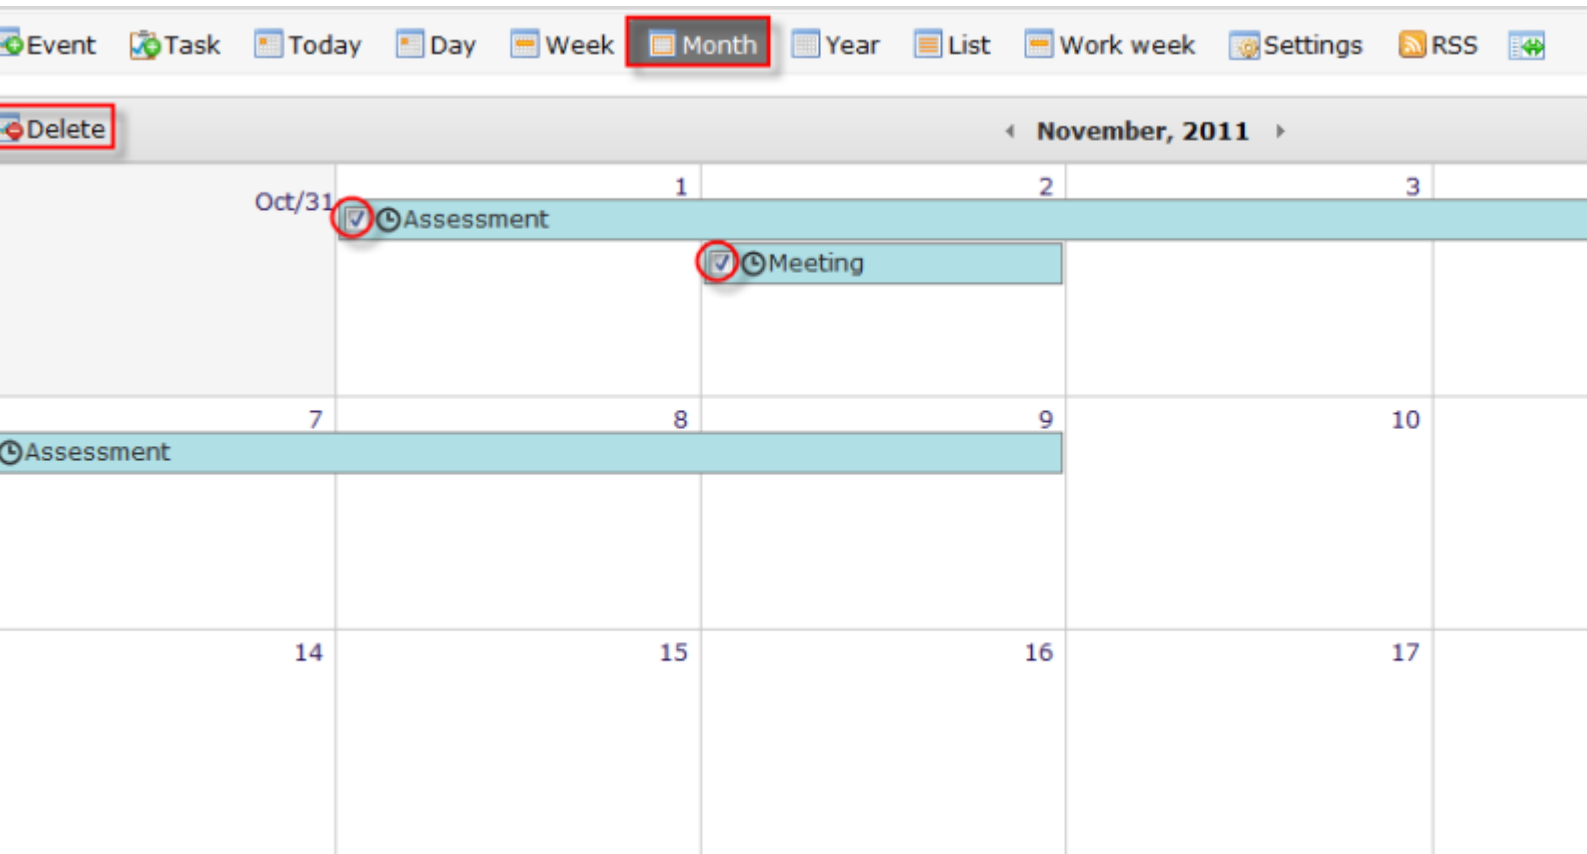 Event Task Today Day Week Month Year List Work week Settings RSS
Delete
November, 2011
Oct/31 1 2 3
Assessment
Meeting
7 8 9 10
Assessment
14 15 16 17